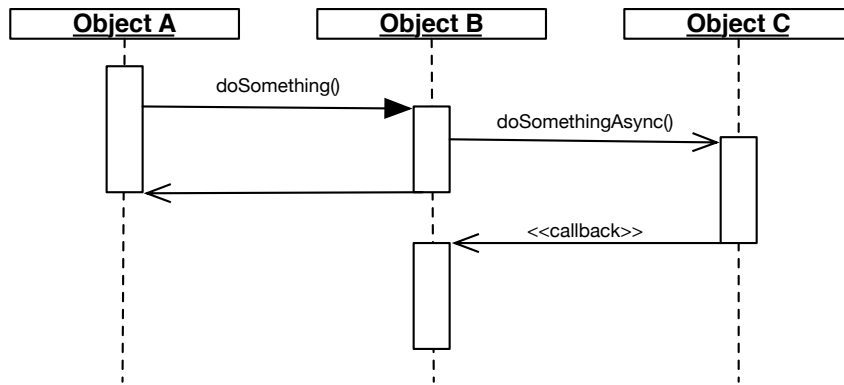 Object A
Object B
Object C
doSomething()
doSomethingAsync()
<<callback>>